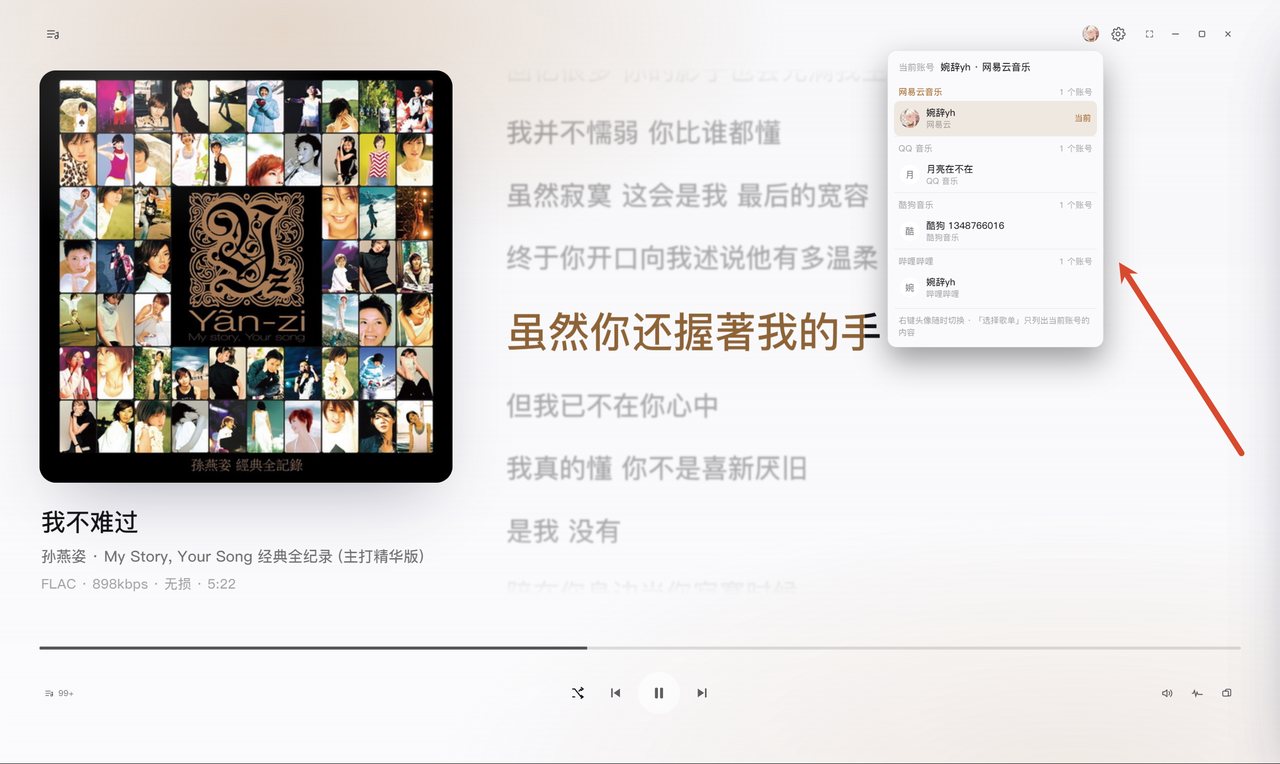 当前账号 婉辞yh · 网易云音乐
网易云音乐 1 个账号
婉辞yh
网易云
当前
QQ 音乐 1 个账号
月
月亮在不在
QQ 音乐
酷狗音乐 1 个账号
酷
酷狗 1348766016
酷狗音乐
哔哩哔哩 1 个账号
婉
婉辞yh
哔哩哔哩
右键头像随时切换 · 「选择歌单」只列出当前账号的
内容
Yãn-zi
My story, Your song
孙燕姿 經典全記錄
我不难过
孙燕姿 · My Story, Your Song 经典全纪录 (主打精华版)
FLAC · 898kbps · 无损 · 5:22
我并不懦弱 你比谁都懂
虽然寂寞 这会是我 最后的宽容
终于你开口向我述说他有多温柔
虽然你还握著我的手
但我已不在你心中
我真的懂 你不是喜新厌旧
是我 没有
99+